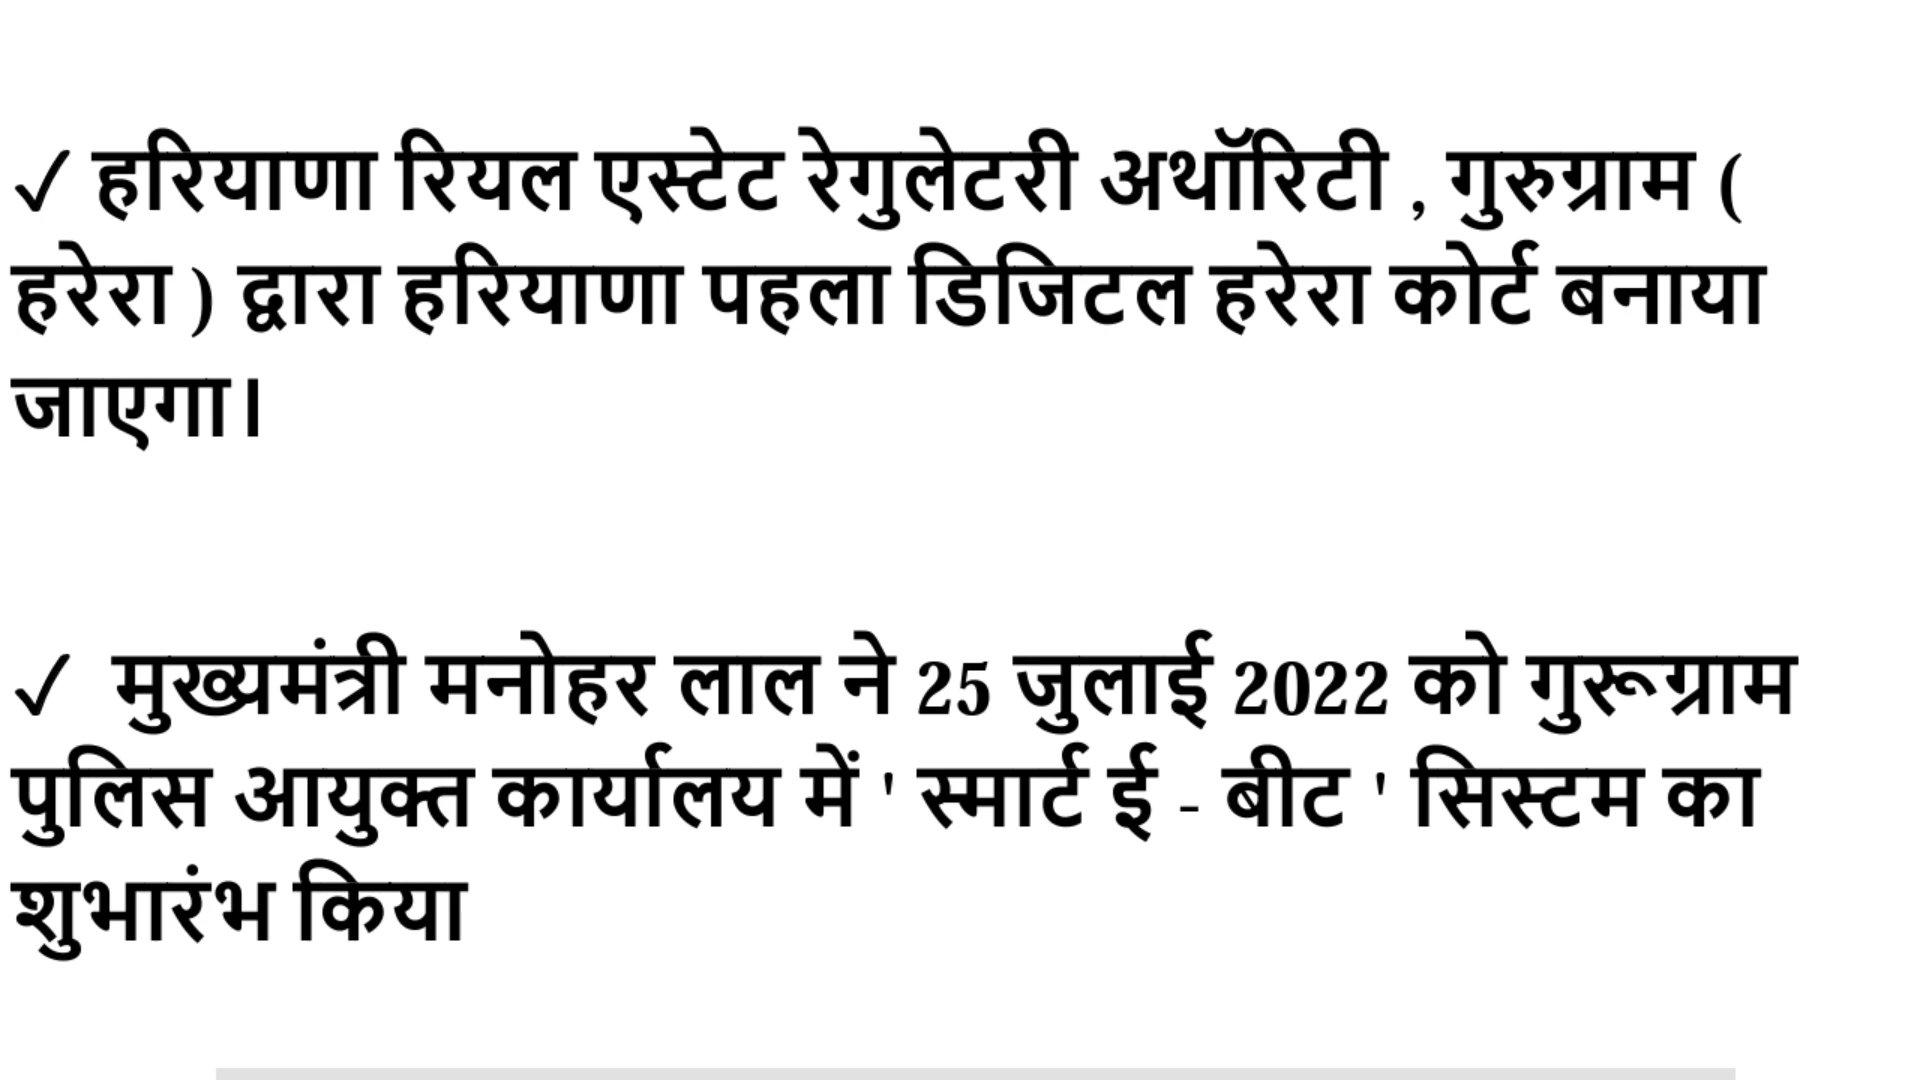 ✓ हरियाणा रियल एस्टेट रेगुलेटरी अथॉरिटी , गुरुग्राम (
हरेरा ) द्वारा हरियाणा पहला डिजिटल हरेरा कोर्ट बनाया
जाएगा।
✓ मुख्यमंत्री मनोहर लाल ने 25 जुलाई 2022 को गुरूग्राम
पुलिस आयुक्त कार्यालय में ' स्मार्ट ई - बीट ' सिस्टम का
शुभारंभ किया